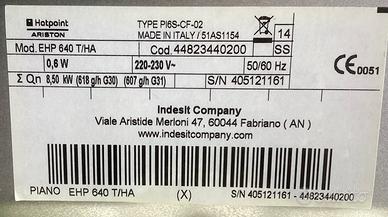 Hotpoint
ARISTON
TYPE PI6S-CF-02
MADE IN ITALY / 51AS1154
14
SS
Mod. EHP 640 T/HA
Cod. 44823440200
0,6 W
220-230 V~
50/60 Hz
CE 0051
Σ Qn 8,50 kW (618 g/h G30) (607 g/h G31)
S/N 405121161
Indesit Company
Viale Aristide Merloni 47, 60044 Fabriano ( AN )
indesitcompany.com
PIANO EHP 640 T/HA
(X)
S/N 405121161 - 44823440200